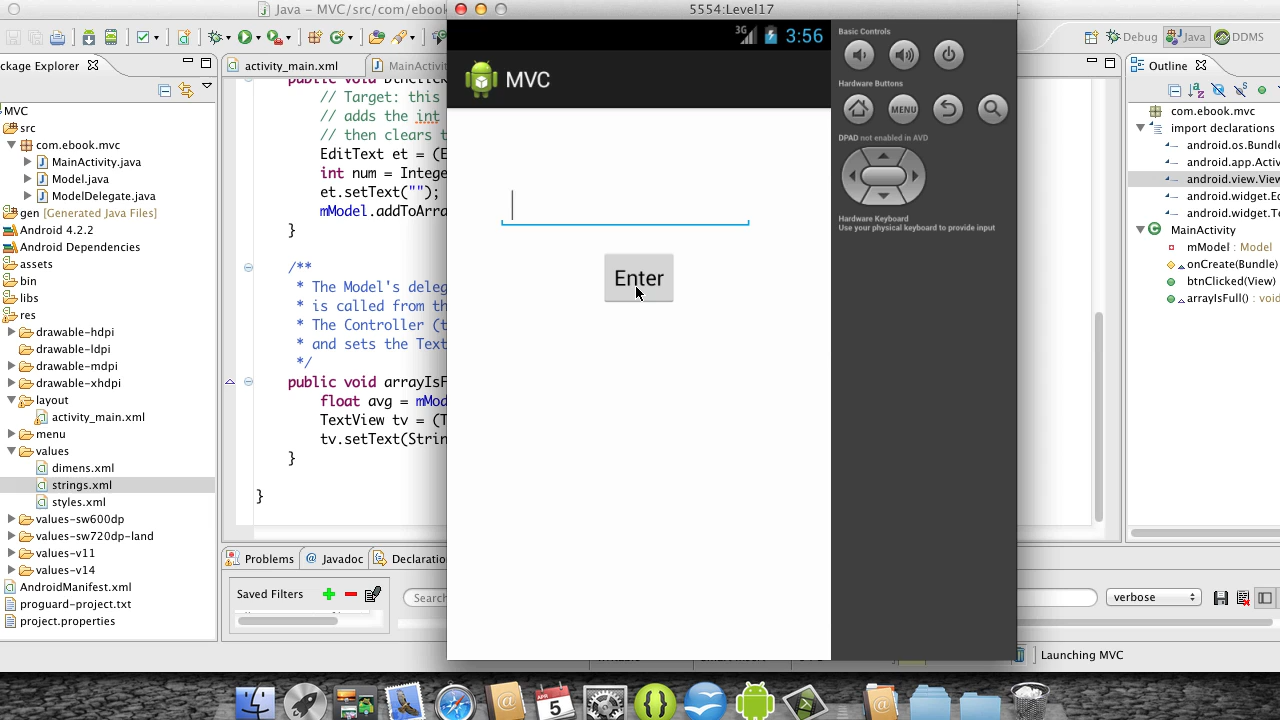 Java – MVC/src/com/ebook
5554:Level17
Debug
Java
DDMS
ckage Explorer
activity_main.xml
MainActiv
Outline
MVC
src
com.ebook.mvc
MainActivity.java
Model.java
ModelDelegate.java
gen [Generated Java Files]
Android 4.2.2
Android Dependencies
assets
bin
libs
res
drawable-hdpi
drawable-ldpi
drawable-mdpi
drawable-xhdpi
layout
activity_main.xml
menu
values
dimens.xml
strings.xml
styles.xml
values-sw600dp
values-sw720dp-land
values-v11
values-v14
AndroidManifest.xml
proguard-project.txt
project.properties
// Target: this
// adds the int
// then clears t
EditText et = (E
int num = Intege
et.setText("");
mModel.addToArra
}
/**
* The Model's deleg
* is called from th
* The Controller (t
* and sets the Text
*/
public void arrayIsF
float avg = mMod
TextView tv = (T
tv.setText(Strin
}
}
Problems
@ Javadoc
Declaratio
Saved Filters
Search
3G
3:56
MVC
Enter
Basic Controls
Hardware Buttons
MENU
DPAD not enabled in AVD
Hardware Keyboard
Use your physical keyboard to provide input
com.ebook.mvc
import declarations
android.os.Bundle
android.app.Activ
android.view.View
android.widget.E
android.widget.T
MainActivity
mModel : Model
onCreate(Bundle)
btnClicked(View)
arrayIsFull() : void
verbose
Launching MVC
APR
5